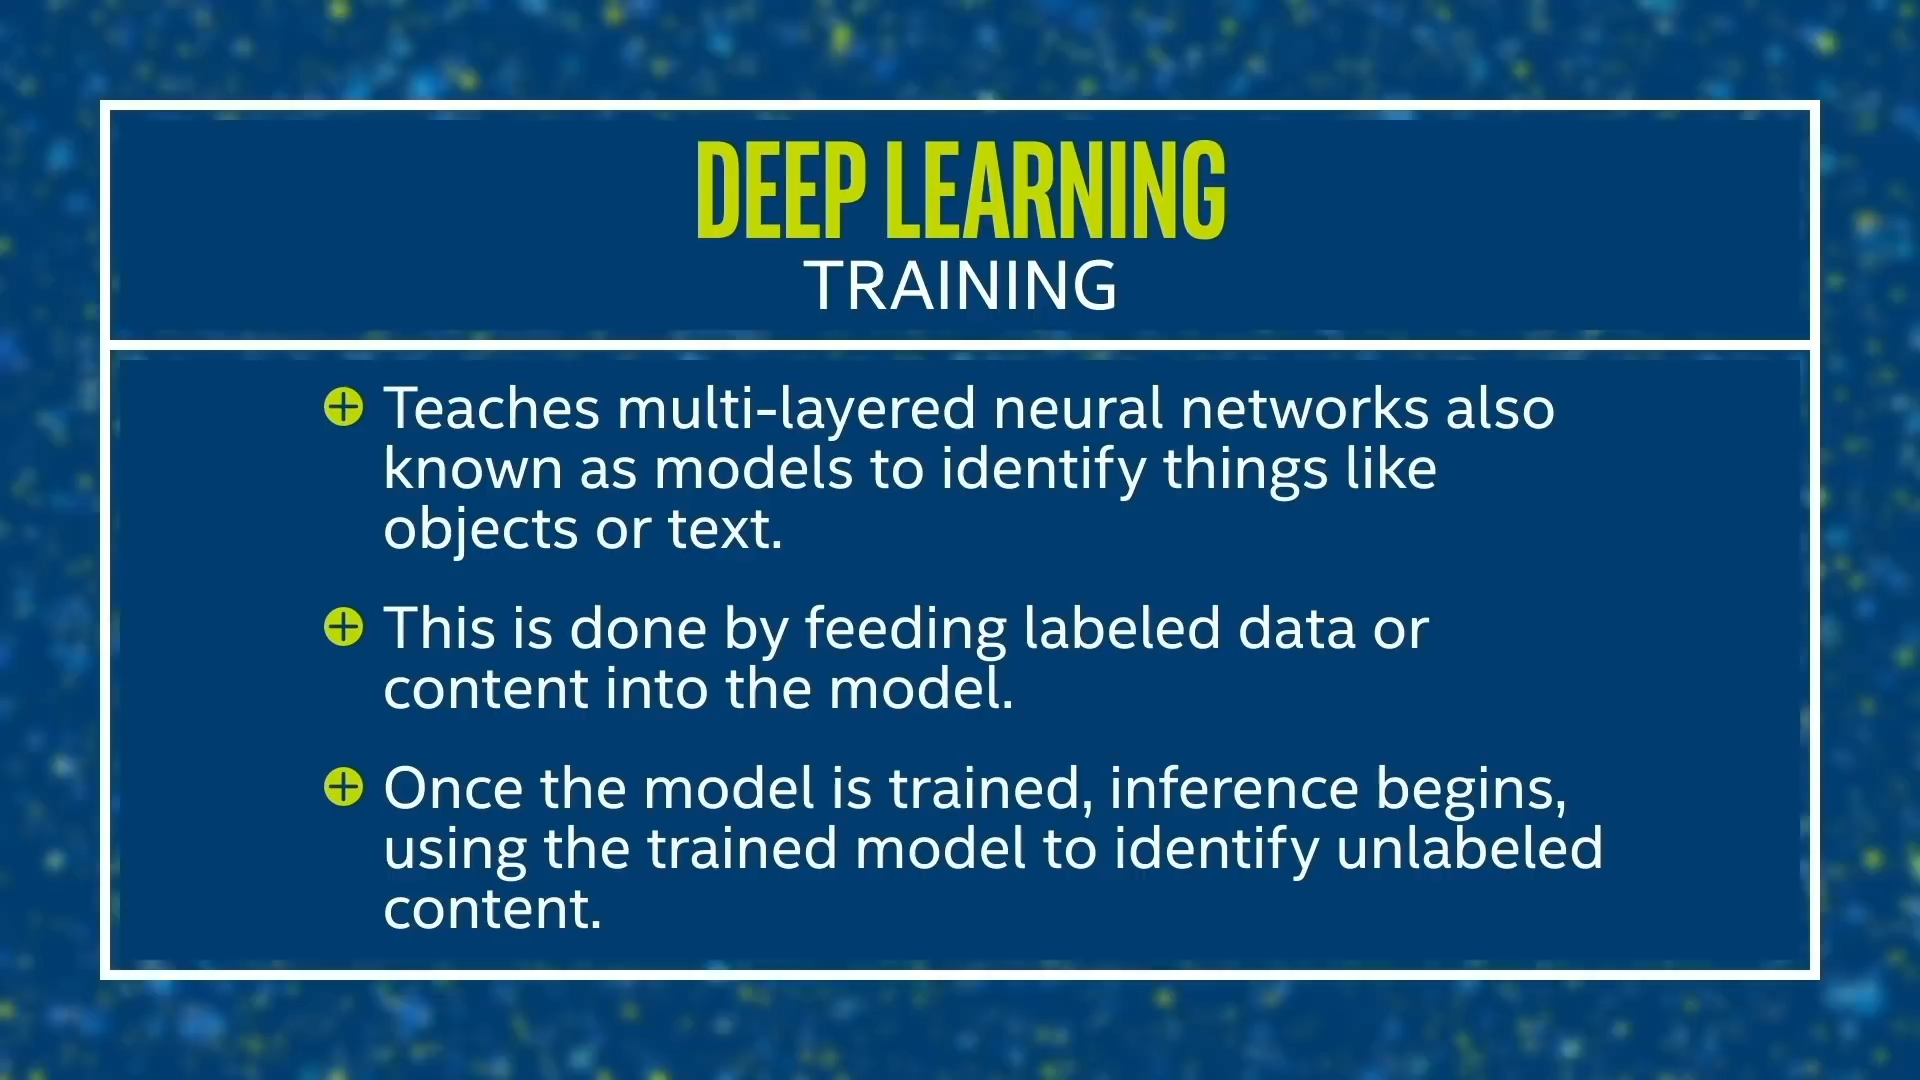 DEEP LEARNING
TRAINING
Teaches multi-layered neural networks also
known as models to identify things like
objects or text.
This is done by feeding labeled data or
content into the model.
Once the model is trained, inference begins,
using the trained model to identify unlabeled
content.